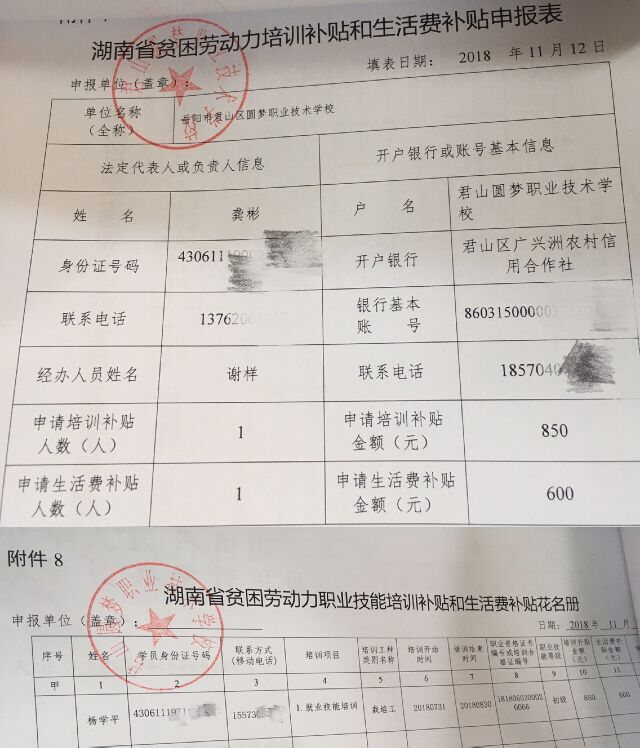 湖南省贫困劳动力培训补贴和生活费补贴申报表
填表日期： 2018 年 11 月 12 日
申报单位（盖章）：
单位名称
（全称）
岳阳市君山区圆梦职业技术学校
法定代表人或负责人信息
开户银行或账号基本信息
姓 名
龚彬
户 名
君山圆梦职业技术学
校
身份证号码
430611
开户银行
君山区广兴洲农村信
用合作社
联系电话
13762
银行基本
账 号
860315000003
经办人员姓名
谢样
联系电话
18570
申请培训补贴
人数（人）
1
申请培训补贴
金额（元）
850
申请生活费补贴
人数（人）
1
申请生活费补贴
金额（元）
600
附件 8
湖南省贫困劳动力职业技能培训补贴和生活费补贴花名册
申报单位（盖章）：
日期： 2018 年 11 月
序号
姓名
学员身份证号码
联系方式
（移动电话）
培训项目
培训工种
类别名称
培训开始
时间
培训结束
时间
职业资格证书
编号或培训合
格证编号
职业技
能等级
培训补贴
金额（元）
生活费补
贴金额（元）
甲
1
2
3
4
5
6
7
8
9
10
11
杨学平
430611197
15573
1.就业技能培训
栽培工
20180731
20180830
181806030002
0066
初级
850
600